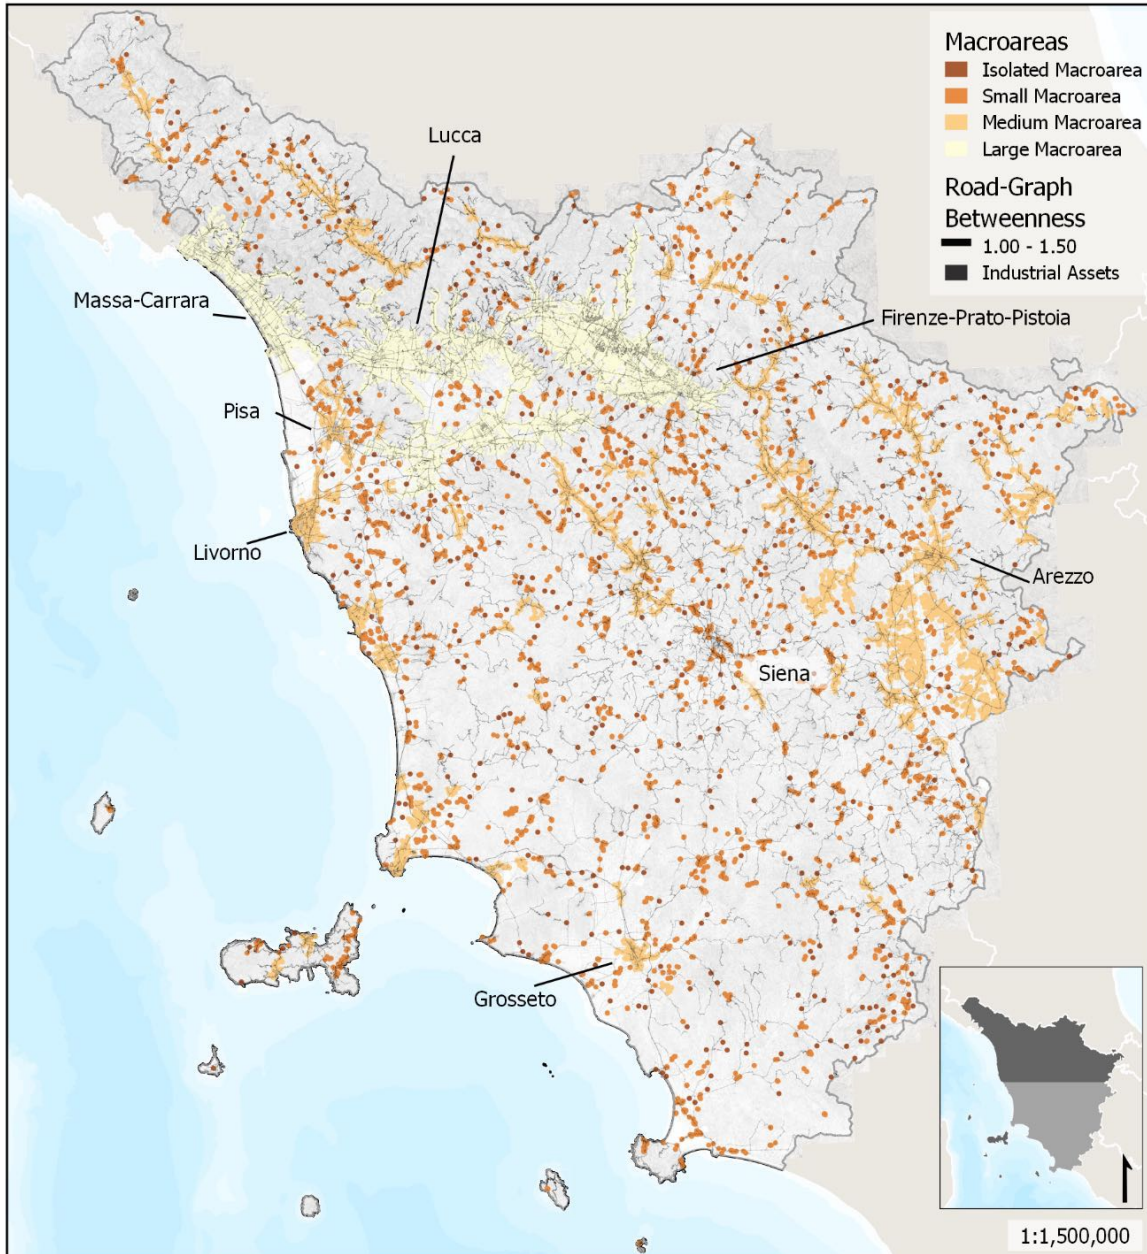 Macroareas
Isolated Macroarea
Small Macroarea
Medium Macroarea
Large Macroarea
Road-Graph
Betweenness
1.00 - 1.50
Industrial Assets
Lucca
Massa-Carrara
Firenze-Prato-Pistoia
Pisa
Livorno
Arezzo
Siena
Grosseto
1:1,500,000